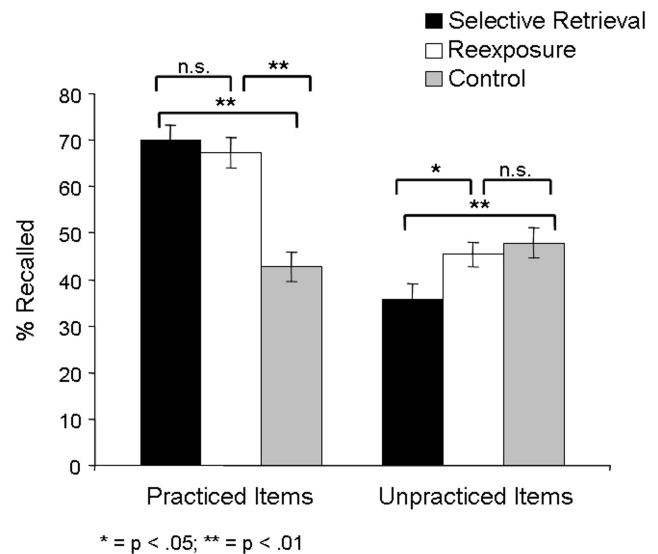 Selective Retrieval
Reexposure
Control
n.s.
**
**
*
n.s.
**
80
70
60
50
40
30
20
10
0
% Recalled
Practiced Items
Unpracticed Items
* = p < .05; ** = p < .01